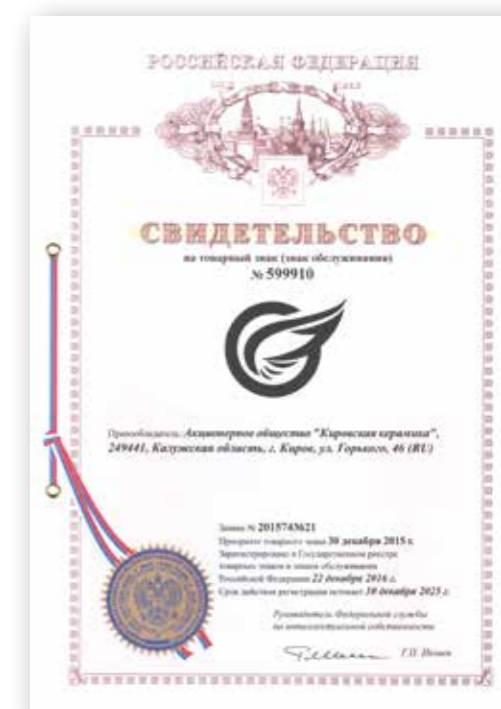 РОССИЙСКАЯ ФЕДЕРАЦИЯ
СВИДЕТЕЛЬСТВО
на товарный знак (знак обслуживания)
№ 599910
Правообладатель: Акционерное общество "Кировская керамика",
249441, Калужская область, г. Киров, ул. Горького, 46 (RU)
Заявка № 2015743621
Приоритет товарного знака 30 декабря 2015 г.
Зарегистрировано в Государственном реестре
товарных знаков и знаков обслуживания
Российской Федерации 22 декабря 2016 г.
Срок действия регистрации истекает 30 декабря 2025 г.
Руководитель Федеральной службы
по интеллектуальной собственности
Г.П. Ивлиев